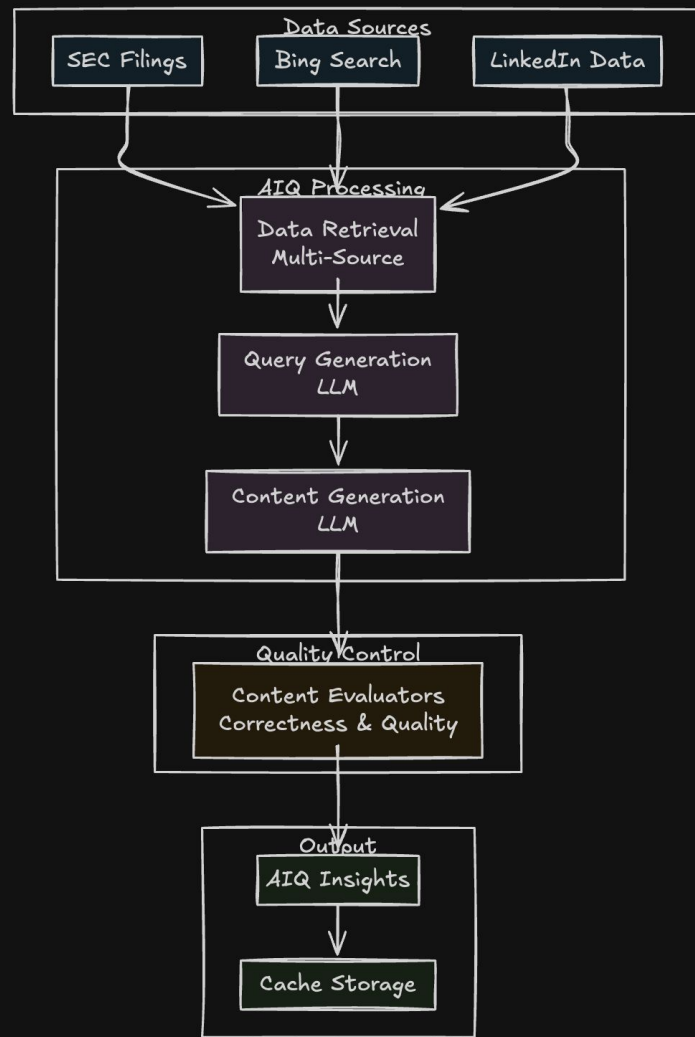 Data Sources
SEC Filings
Bing Search
LinkedIn Data
AIQ Processing
Data Retrieval
Multi-Source
Query Generation
LLM
Content Generation
LLM
Quality Control
Content Evaluators
Correctness & Quality
Output
AIQ Insights
Cache Storage